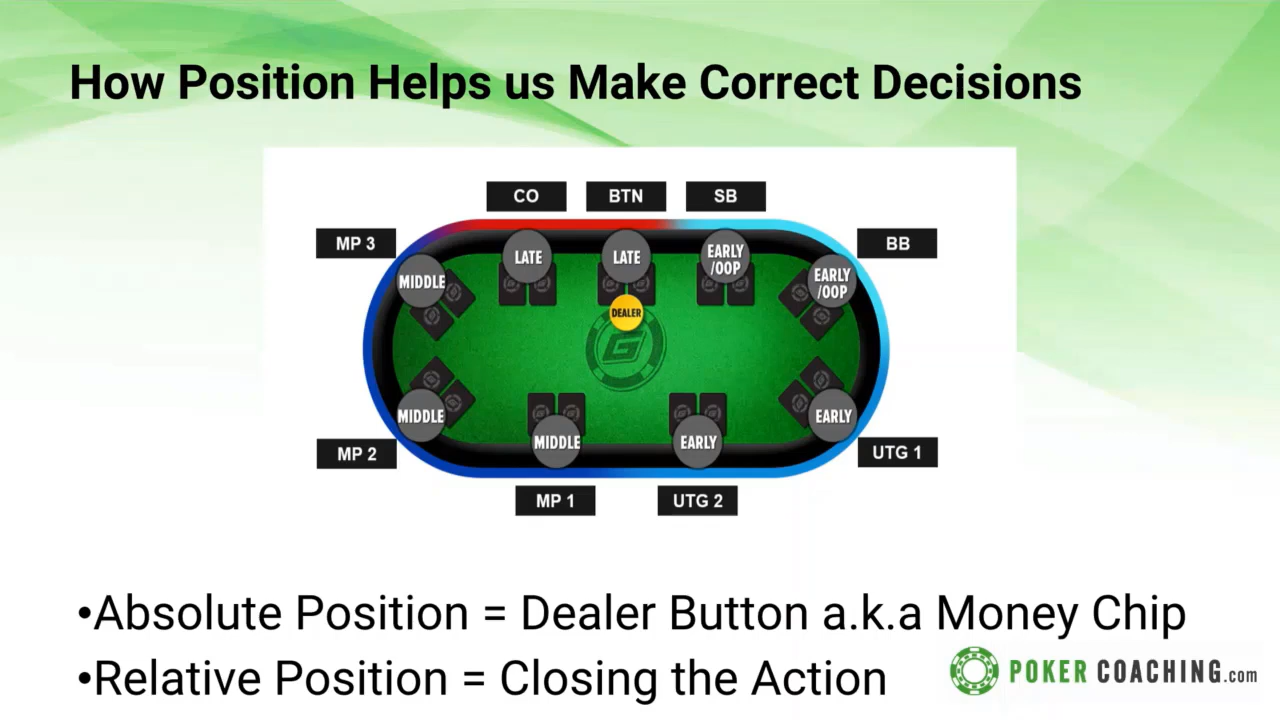 How Position Helps us Make Correct Decisions
CO
BTN
SB
MP 3
BB
LATE
LATE
EARLY
/OOP
MIDDLE
EARLY
/OOP
DEALER
G
MIDDLE
EARLY
MIDDLE
EARLY
MP 2
UTG 1
MP 1
UTG 2
•Absolute Position = Dealer Button a.k.a Money Chip
•Relative Position = Closing the Action
POKER COACHING.com